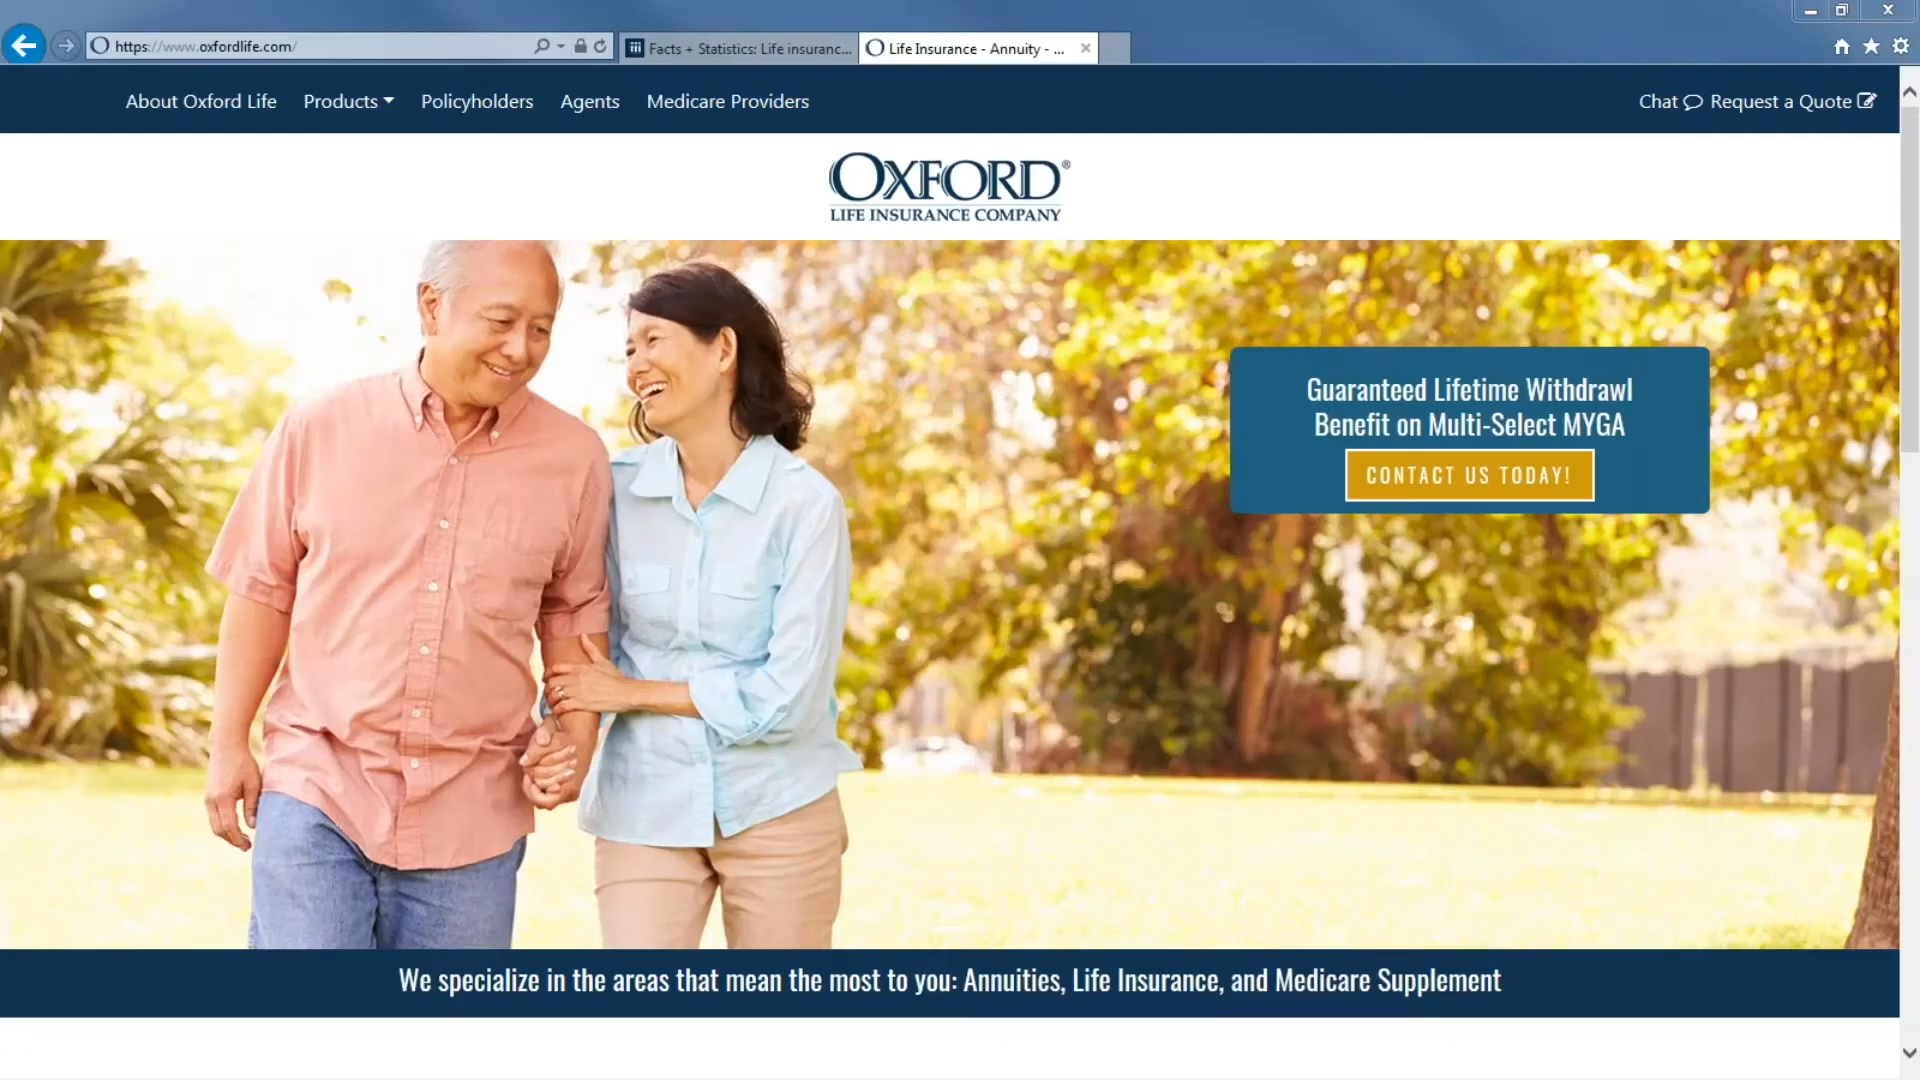 https://www.oxfordlife.com/
Facts + Statistics: Life insuranc...
Life Insurance - Annuity - ...
About Oxford Life
Products
Policyholders
Agents
Medicare Providers
Chat
Request a Quote
OXFORD®
LIFE INSURANCE COMPANY
Guaranteed Lifetime Withdrawl
Benefit on Multi-Select MYGA
CONTACT US TODAY!
We specialize in the areas that mean the most to you: Annuities, Life Insurance, and Medicare Supplement